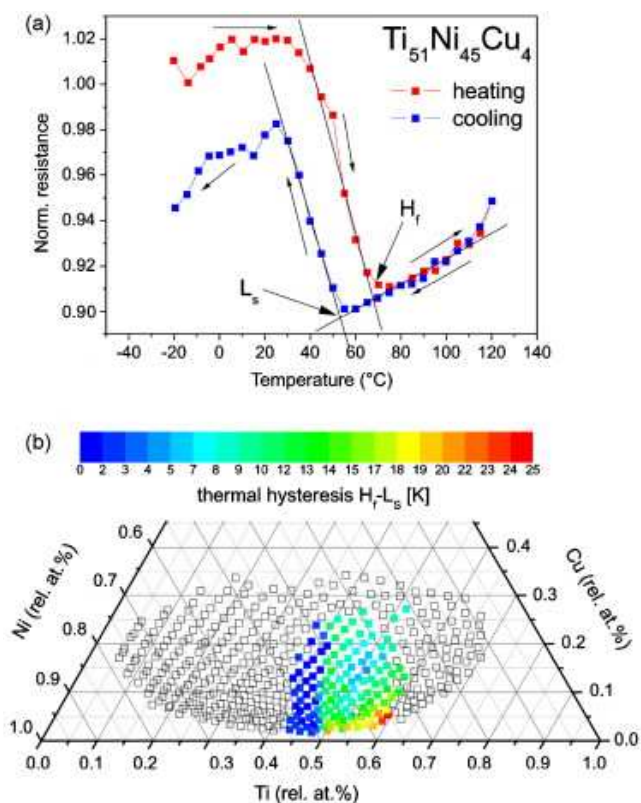 (a)
Ti51Ni45Cu4
heating
cooling
Hf
Ls
Norm. resistance
1.02
1.00
0.98
0.96
0.94
0.92
0.90
-40 -20 0 20 40 60 80 100 120 140
Temperature (°C)
(b)
0 2 3 4 5 7 8 9 10 12 13 14 15 16 18 19 20 22 23 24 25
thermal hysteresis Hf-Ls [K]
Ni (rel. at.%)
0.6
0.7
0.8
0.9
1.0
Cu (rel. at.%)
0.4
0.3
0.2
0.1
0.0
0.0 0.1 0.2 0.3 0.4 0.5 0.6 0.7 0.8 0.9 1.0
Ti (rel. at.%)